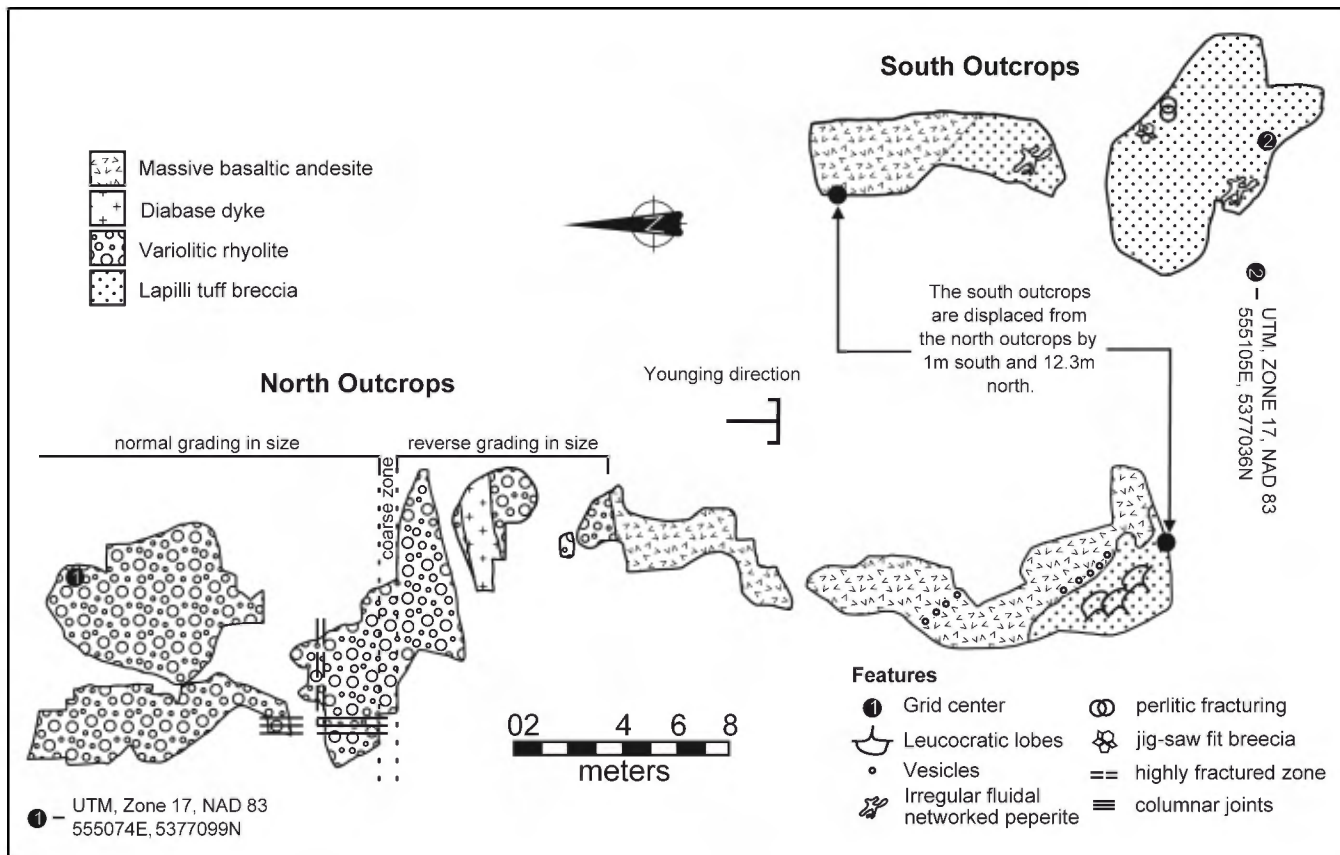 South Outcrops
Massive basaltic andesite
Diabase dyke
Variolitic rhyolite
Lapilli tuff breccia
N
2
The south outcrops
are displaced from
the north outcrops by
1m south and 12.3m
north.
2 – UTM, ZONE 17, NAD 83
555105E, 5377036N
North Outcrops
Younging direction
normal grading in size
coarse zone
reverse grading in size
1
02 4 6 8
meters
1 – UTM, Zone 17, NAD 83
555074E, 5377099N
Features
1 Grid center
Leucocratic lobes
Vesicles
Irregular fluidal
networked peperite
perlitic fracturing
jig-saw fit breecia
highly fractured zone
columnar joints